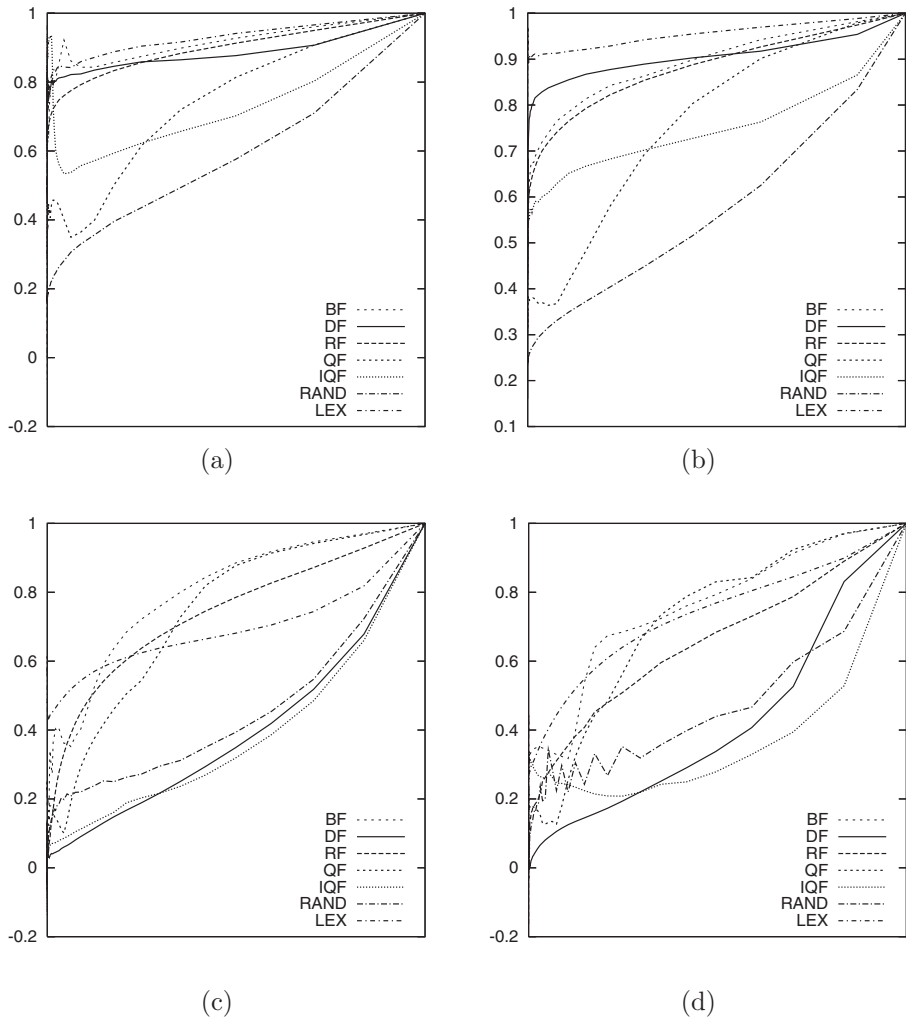 1
0.8
0.6
0.4
0.2
0
-0.2
BF
DF
RF
QF
IQF
RAND
LEX
(a)
1
0.9
0.8
0.7
0.6
0.5
0.4
0.3
0.2
0.1
BF
DF
RF
QF
IQF
RAND
LEX
(b)
1
0.8
0.6
0.4
0.2
0
-0.2
BF
DF
RF
QF
IQF
RAND
LEX
(c)
1
0.8
0.6
0.4
0.2
0
-0.2
BF
DF
RF
QF
IQF
RAND
LEX
(d)